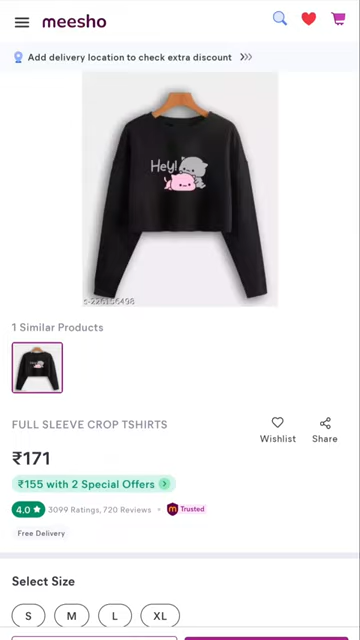 meesho
Add delivery location to check extra discount
Hey!
s-226156498
1 Similar Products
FULL SLEEVE CROP TSHIRTS
Wishlist
Share
₹171
₹155 with 2 Special Offers
4.0 ★ 3099 Ratings, 720 Reviews • m Trusted
Free Delivery
Select Size
S M L XL